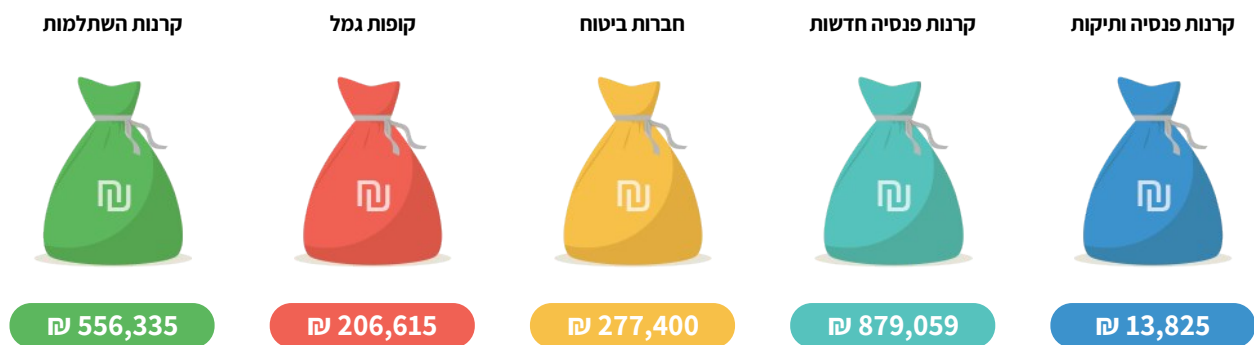 קרנות פנסיה ותיקות
קרנות פנסיה חדשות
חברות ביטוח
קופות גמל
קרנות השתלמות
₪
₪
₪
₪
₪
13,825 ₪
879,059 ₪
277,400 ₪
206,615 ₪
556,335 ₪